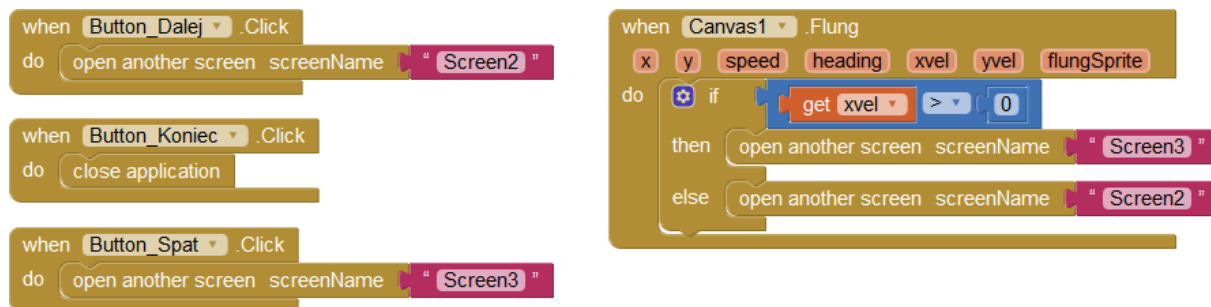 when Button_Dalej .Click
do open another screen screenName " Screen2 "
when Button_Koniec .Click
do close application
when Button_Spat .Click
do open another screen screenName " Screen3 "
when Canvas1 .Flung
x y speed heading xvel yvel flungSprite
do if get xvel > 0
then open another screen screenName " Screen3 "
else open another screen screenName " Screen2 "